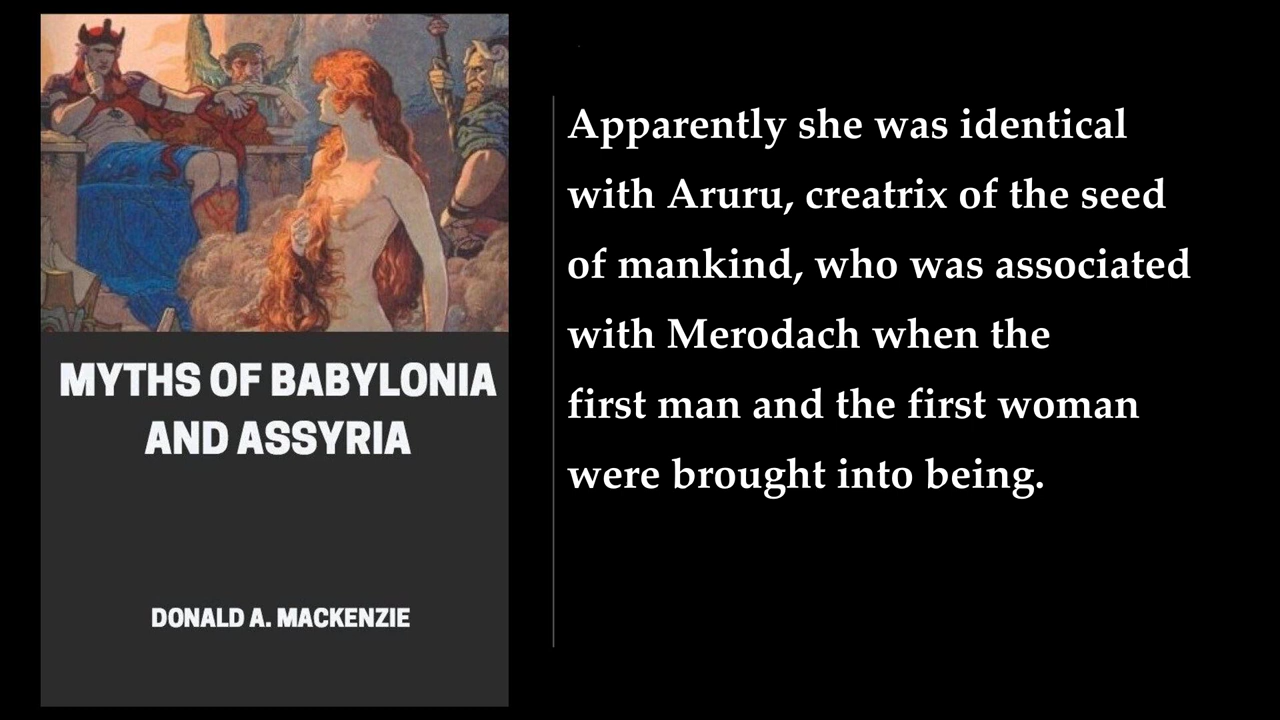 MYTHS OF BABYLONIA
AND ASSYRIA
DONALD A. MACKENZIE
Apparently she was identical
with Aruru, creatrix of the seed
of mankind, who was associated
with Merodach when the
first man and the first woman
were brought into being.